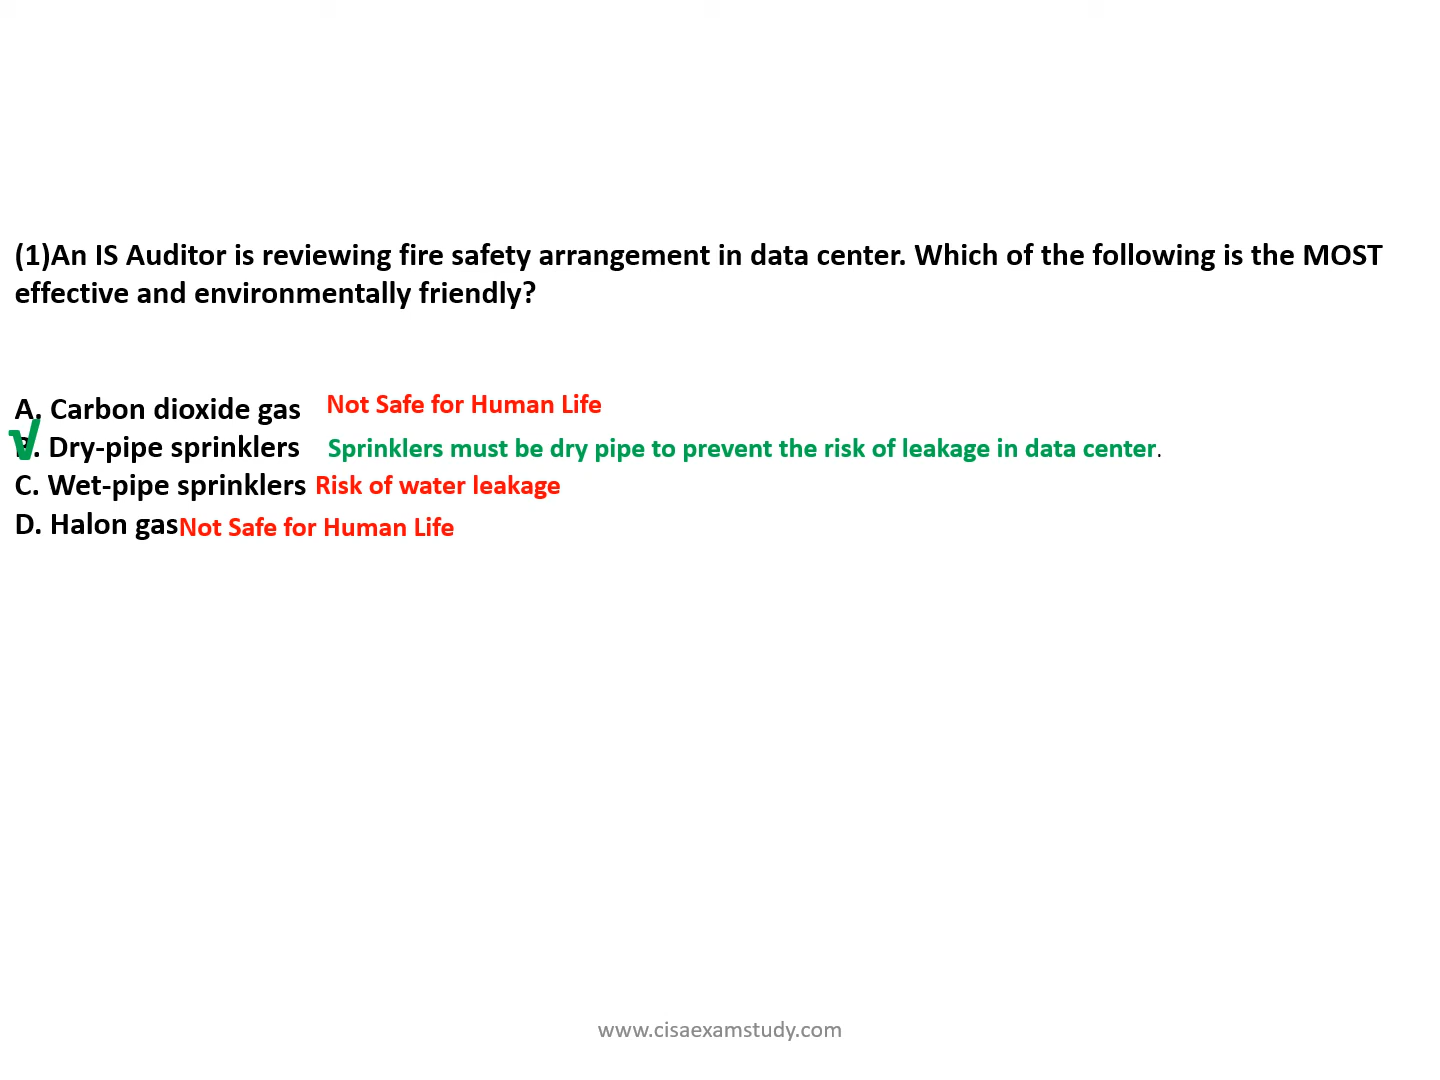 (1)An IS Auditor is reviewing fire safety arrangement in data center. Which of the following is the MOST
effective and environmentally friendly?
A. Carbon dioxide gas Not Safe for Human Life
√ B. Dry-pipe sprinklers Sprinklers must be dry pipe to prevent the risk of leakage in data center.
C. Wet-pipe sprinklers Risk of water leakage
D. Halon gas Not Safe for Human Life
www.cisaexamstudy.com